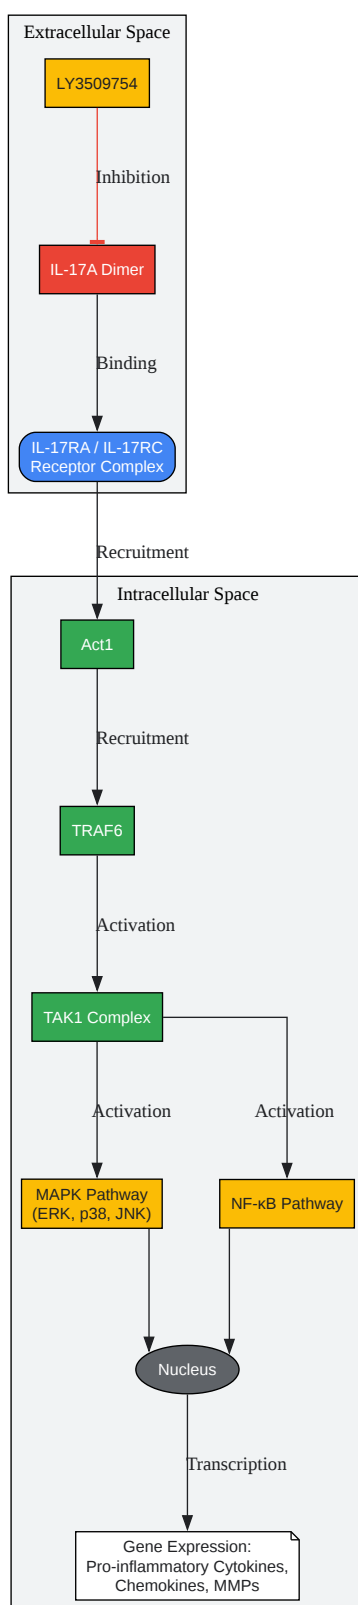 Extracellular Space
LY3509754
Inhibition
IL-17A Dimer
Binding
IL-17RA / IL-17RC
Receptor Complex
Recruitment
Intracellular Space
Act1
Recruitment
TRAF6
Activation
TAK1 Complex
Activation
Activation
MAPK Pathway
(ERK, p38, JNK)
NF-κB Pathway
Nucleus
Transcription
Gene Expression:
Pro-inflammatory Cytokines,
Chemokines, MMPs